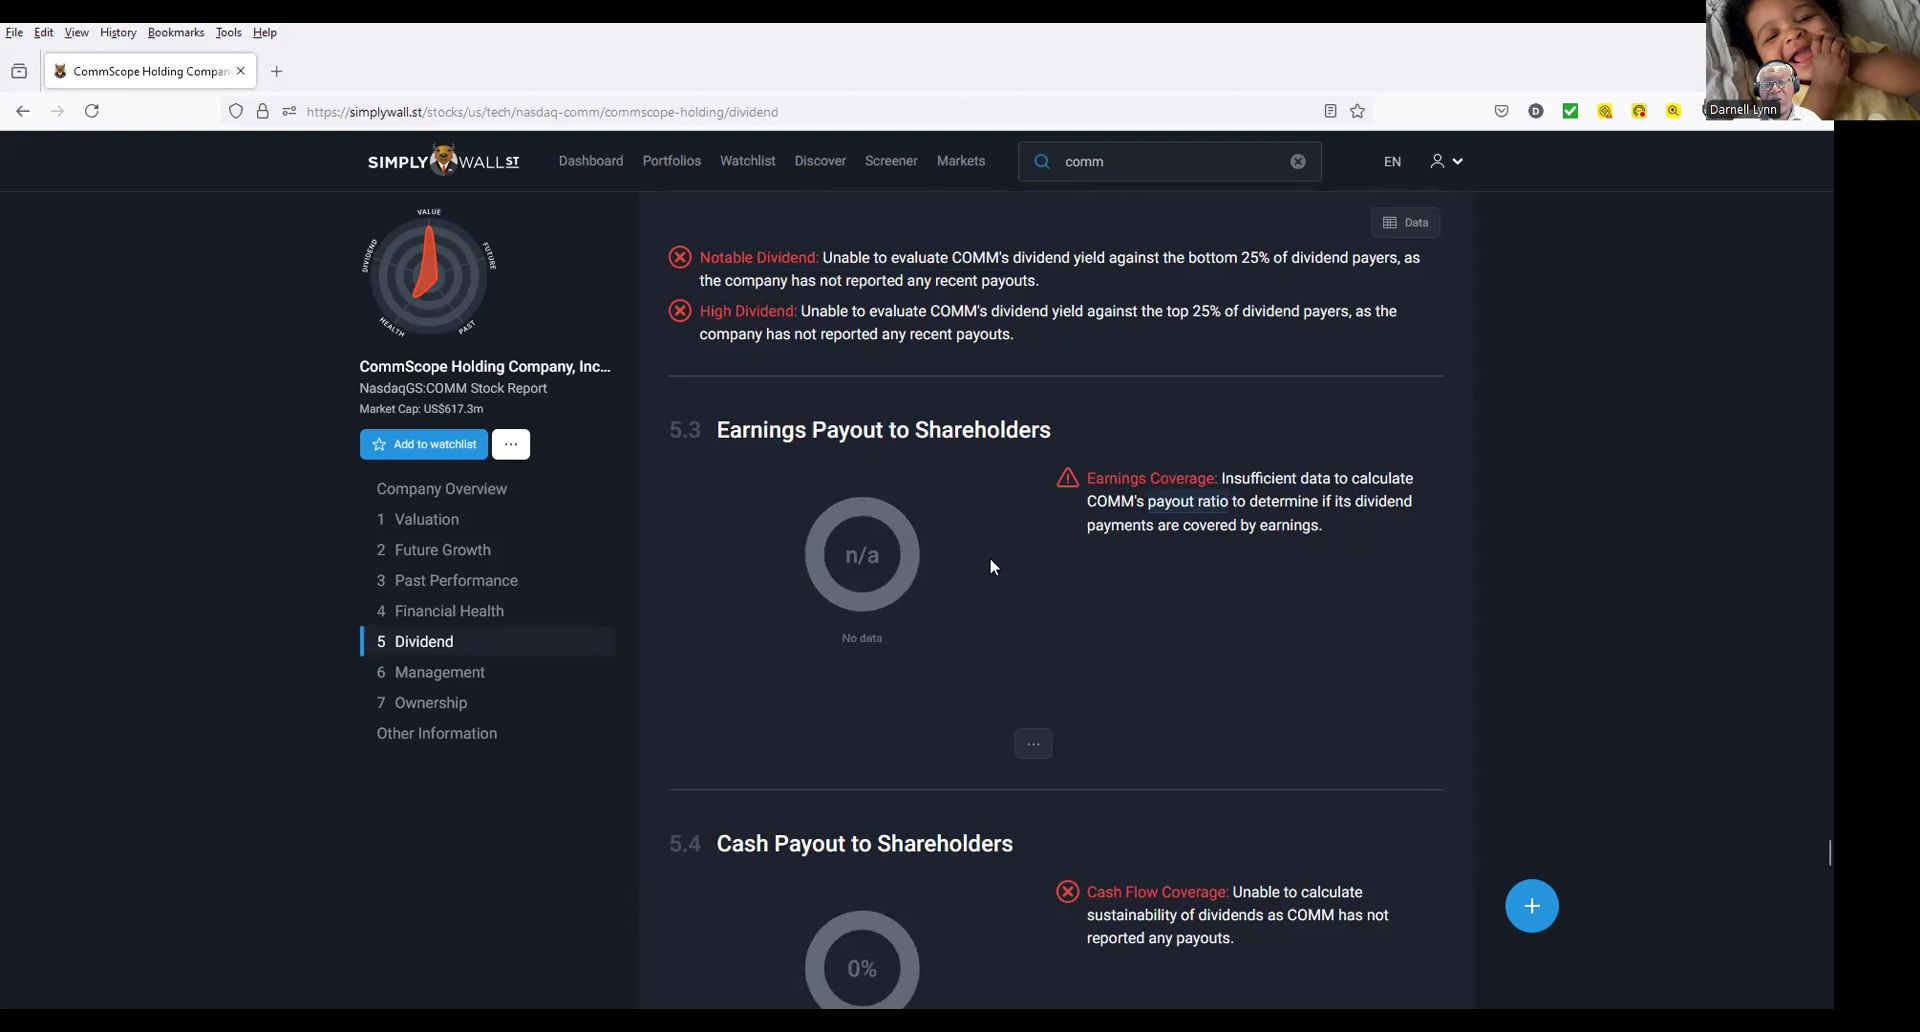 File Edit View History Bookmarks Tools Help
CommScope Holding Compan
https://simplywall.st/stocks/us/tech/nasdaq-comm/commscope-holding/dividend
D
Darnell Lynn
SIMPLY WALLST
Dashboard Portfolios Watchlist Discover Screener Markets
comm
EN
VALUE
FUTURE
PAST
HEALTH
DIVIDEND
CommScope Holding Company, Inc...
NasdaqGS:COMM Stock Report
Market Cap: US$617.3m
Add to watchlist
...
Company Overview
1 Valuation
2 Future Growth
3 Past Performance
4 Financial Health
5 Dividend
6 Management
7 Ownership
Other Information
Data
Notable Dividend: Unable to evaluate COMM's dividend yield against the bottom 25% of dividend payers, as
the company has not reported any recent payouts.
High Dividend: Unable to evaluate COMM's dividend yield against the top 25% of dividend payers, as the
company has not reported any recent payouts.
5.3 Earnings Payout to Shareholders
n/a
No data
Earnings Coverage: Insufficient data to calculate
COMM's payout ratio to determine if its dividend
payments are covered by earnings.
...
5.4 Cash Payout to Shareholders
0%
Cash Flow Coverage: Unable to calculate
sustainability of dividends as COMM has not
reported any payouts.